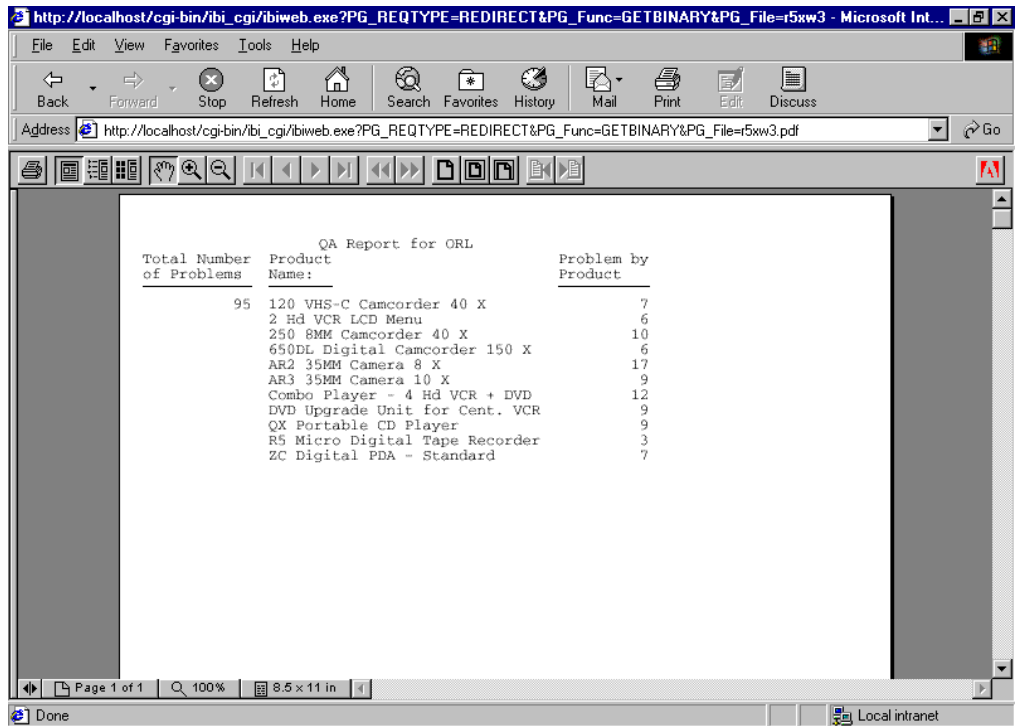 http://localhost/cgi-bin/ibi_cgi/ibiweb.exe?PG_REQTYPE=REDIRECT&PG_Func=GETBINARY&PG_File=r5xw3 - Microsoft Int...
File Edit View Favorites Tools Help
Back Forward Stop Refresh Home Search Favorites History Mail Print Edit Discuss
Address http://localhost/cgi-bin/ibi_cgi/ibiweb.exe?PG_REQTYPE=REDIRECT&PG_Func=GETBINARY&PG_File=r5xw3.pdf Go
QA Report for ORL
Total Number Product Problem by
of Problems Name: Product
95 120 VHS-C Camcorder 40 X 7
2 Hd VCR LCD Menu 6
250 8MM Camcorder 40 X 10
650DL Digital Camcorder 150 X 6
AR2 35MM Camera 8 X 17
AR3 35MM Camera 10 X 9
Combo Player - 4 Hd VCR + DVD 12
DVD Upgrade Unit for Cent. VCR 9
QX Portable CD Player 9
R5 Micro Digital Tape Recorder 3
ZC Digital PDA - Standard 7
Page 1 of 1 100% 8.5 x 11 in
Done Local intranet